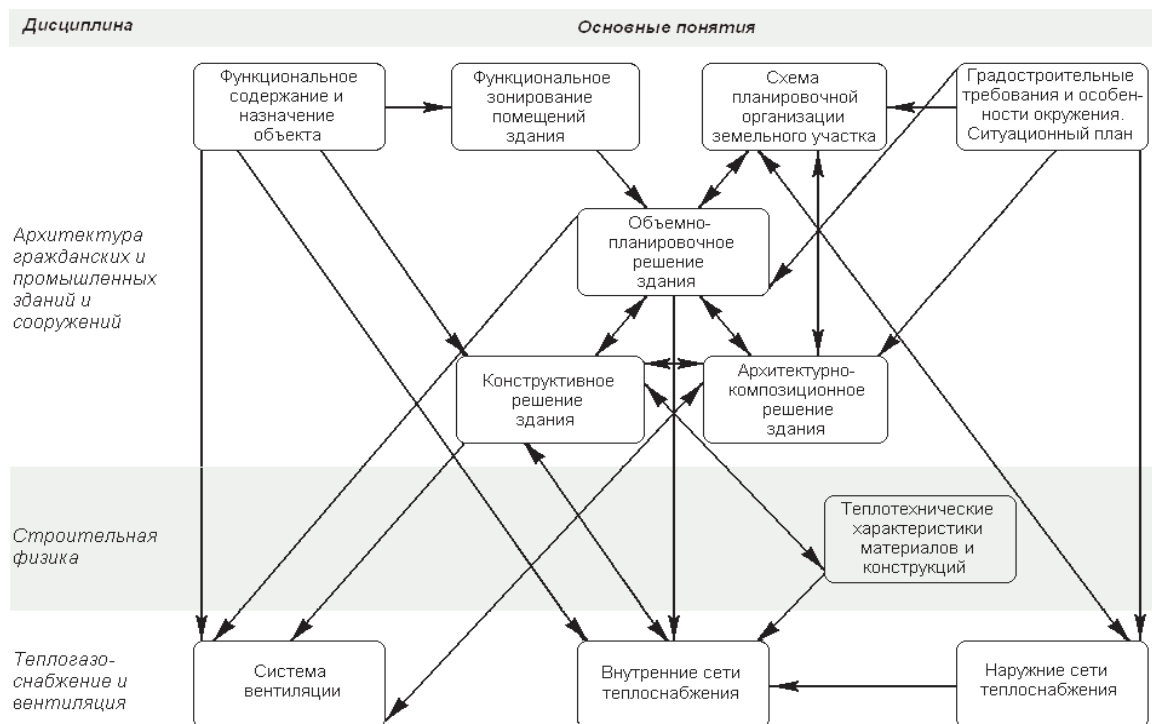 Дисциплина
Основные понятия
Функциональное
содержание и
назначение
объекта
Функциональное
зонирование
помещений
здания
Схема
планировочной
организации
земельного участка
Градостроительные
требования и особен-
ности окружения.
Ситуационный план
Архитектура
гражданских и
промышленных
зданий и
сооружений
Объемно-
планировочное
решение
здания
Конструктивное
решение
здания
Архитектурно-
композиционное
решение
здания
Строительная
физика
Теплотехнические
характеристики
материалов и
конструкций
Теплогазо-
снабжение и
вентиляция
Система
вентиляции
Внутренние сети
теплоснабжения
Наружние сети
теплоснабжения